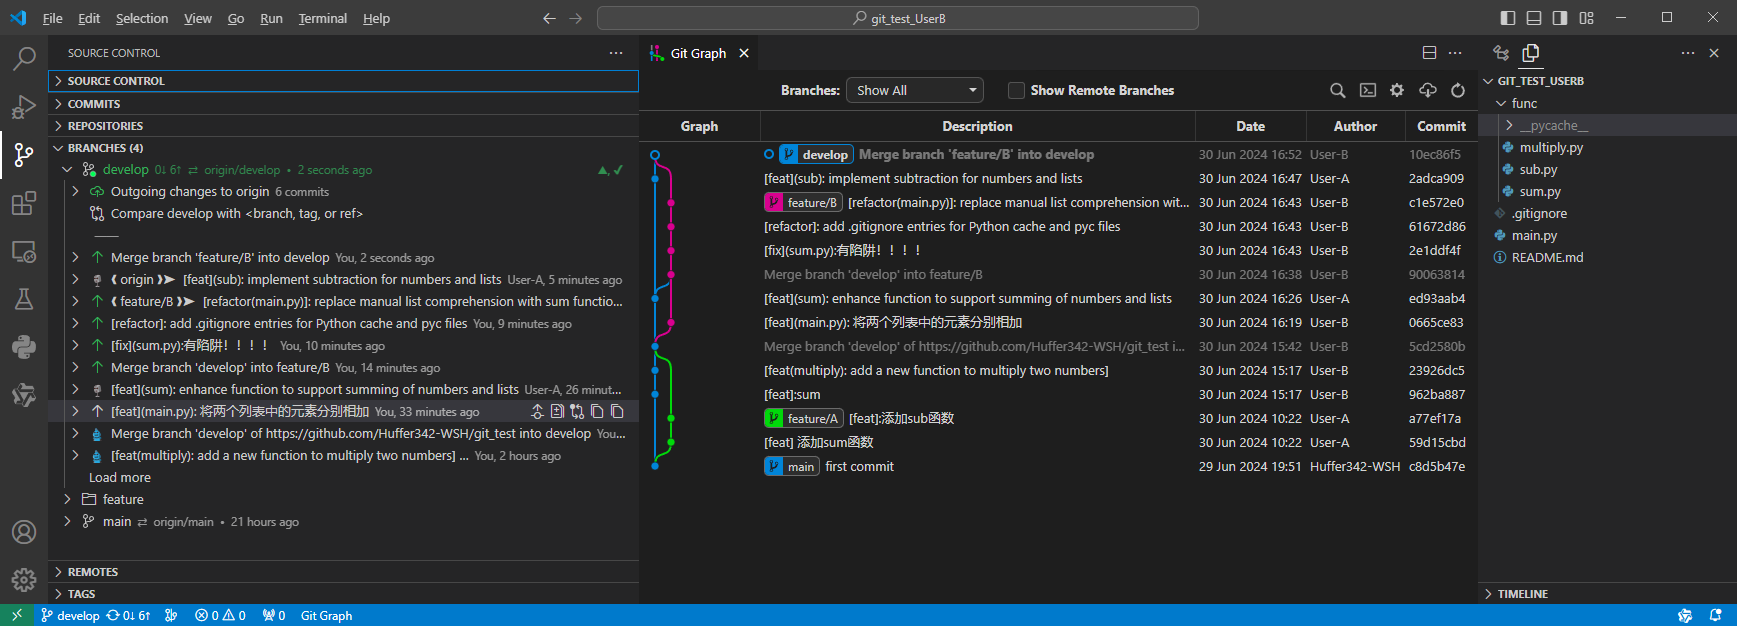 File Edit Selection View Go Run Terminal Help
git_test_UserB
SOURCE CONTROL
SOURCE CONTROL
COMMITS
REPOSITORIES
BRANCHES (4)
develop 0↓ 6↑ ⇄ origin/develop • 2 seconds ago
Outgoing changes to origin 6 commits
Compare develop with <branch, tag, or ref>
Merge branch 'feature/B' into develop You, 2 seconds ago
❰ origin ❱➤ [feat](sub): implement subtraction for numbers and lists User-A, 5 minutes ago
❰ feature/B ❱➤ [refactor(main.py)]: replace manual list comprehension with sum functio...
[refactor]: add .gitignore entries for Python cache and pyc files You, 9 minutes ago
[fix](sum.py):有陷阱！！！！ You, 10 minutes ago
Merge branch 'develop' into feature/B You, 14 minutes ago
[feat](sum): enhance function to support summing of numbers and lists User-A, 26 minut...
[feat](main.py): 将两个列表中的元素分别相加 You, 33 minutes ago
Merge branch 'develop' of https://github.com/Huffer342-WSH/git_test into develop You...
[feat(multiply): add a new function to multiply two numbers] ... You, 2 hours ago
Load more
feature
main ⇄ origin/main • 21 hours ago
REMOTES
TAGS
Git Graph
Branches: Show All Show Remote Branches
Graph Description Date Author Commit
develop Merge branch 'feature/B' into develop 30 Jun 2024 16:52 User-B 10ec86f5
[feat](sub): implement subtraction for numbers and lists 30 Jun 2024 16:47 User-A 2adca909
feature/B [refactor(main.py)]: replace manual list comprehension wit... 30 Jun 2024 16:43 User-B c1e572e0
[refactor]: add .gitignore entries for Python cache and pyc files 30 Jun 2024 16:43 User-B 61672d86
[fix](sum.py):有陷阱！！！！ 30 Jun 2024 16:43 User-B 2e1ddf4f
Merge branch 'develop' into feature/B 30 Jun 2024 16:38 User-B 90063814
[feat](sum): enhance function to support summing of numbers and lists 30 Jun 2024 16:26 User-A ed93aab4
[feat](main.py): 将两个列表中的元素分别相加 30 Jun 2024 16:19 User-B 0665ce83
Merge branch 'develop' of https://github.com/Huffer342-WSH/git_test i... 30 Jun 2024 15:42 User-B 5cd2580b
[feat(multiply): add a new function to multiply two numbers] 30 Jun 2024 15:17 User-B 23926dc5
[feat]:sum 30 Jun 2024 15:17 User-B 962ba887
feature/A [feat]:添加sub函数 30 Jun 2024 10:22 User-A a77ef17a
[feat] 添加sum函数 30 Jun 2024 10:22 User-A 59d15cbd
main first commit 29 Jun 2024 19:51 Huffer342-WSH c8d5b47e
GIT_TEST_USERB
func
__pycache__
multiply.py
sub.py
sum.py
.gitignore
main.py
README.md
TIMELINE
develop 0↓ 6↑ 0 0 0 Git Graph